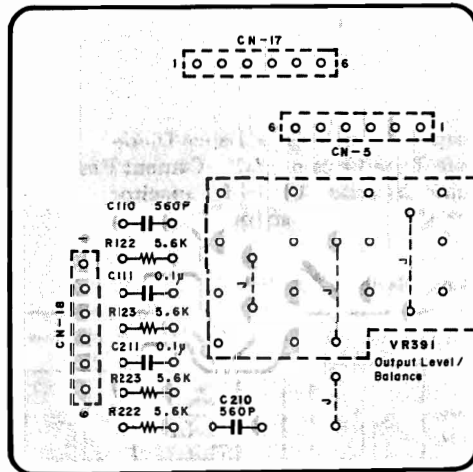 CN-17
1 6
6 1
CN-5
C110 560P
R122 5.6K
C111 0.1µ
R123 5.6K
C211 0.1µ
R223 5.6K
R222 5.6K
C210
560P
1
CN-18
6
J
J
J
J
VR391
Output Level/
Balance